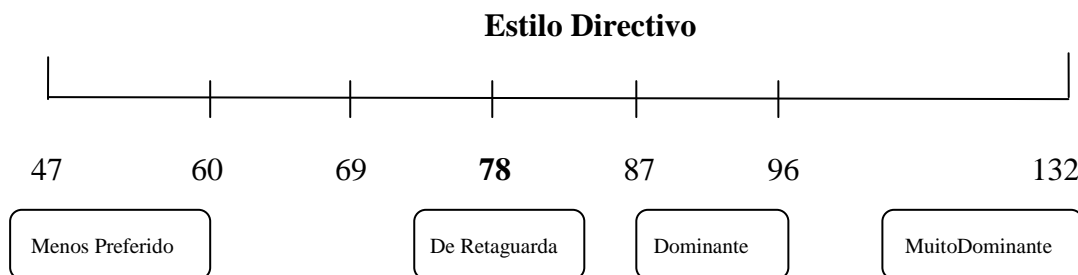 Estilo Directivo
47 60 69 78 87 96 132
Menos Preferido De Retaguarda Dominante MuitoDominante